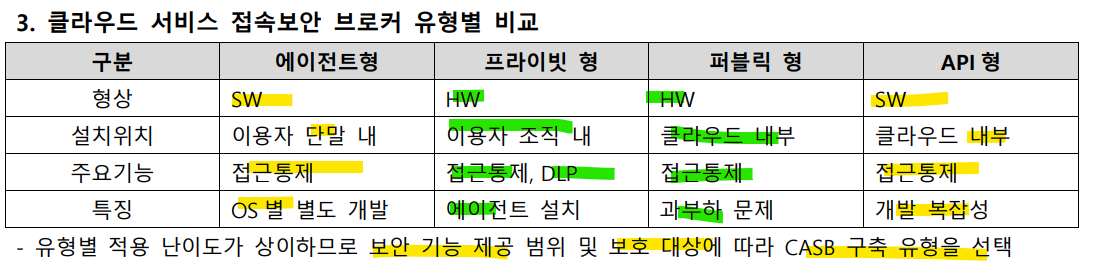 3. 클라우드 서비스 접속보안 브로커 유형별 비교
구분 에이전트형 프라이빗 형 퍼블릭 형 API 형
형상 SW HW HW SW
설치위치 이용자 단말 내 이용자 조직 내 클라우드 내부 클라우드 내부
주요기능 접근통제 접근통제, DLP 접근통제 접근통제
특징 OS 별 별도 개발 에이전트 설치 과부하 문제 개발 복잡성
- 유형별 적용 난이도가 상이하므로 보안 기능 제공 범위 및 보호 대상에 따라 CASB 구축 유형을 선택